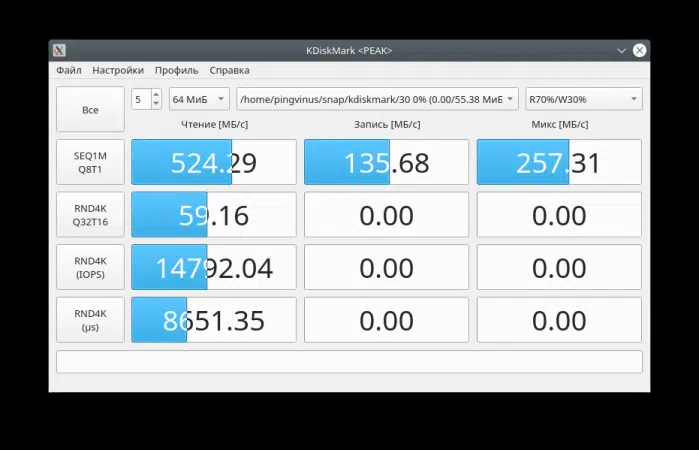 KDiskMark <PEAK>
Файл Настройки Профиль Справка
Все 5 64 МиБ /home/pingvinus/snap/kdiskmark/30 0% (0.00/55.38 МиБ R70%/W30%
Чтение [МБ/с] Запись [МБ/с] Микс [МБ/с]
SEQ1M
Q8T1
524.29 135.68 257.31
RND4K
Q32T16
59.16 0.00 0.00
RND4K
(IOPS)
14792.04 0.00 0.00
RND4K
(μs)
8651.35 0.00 0.00